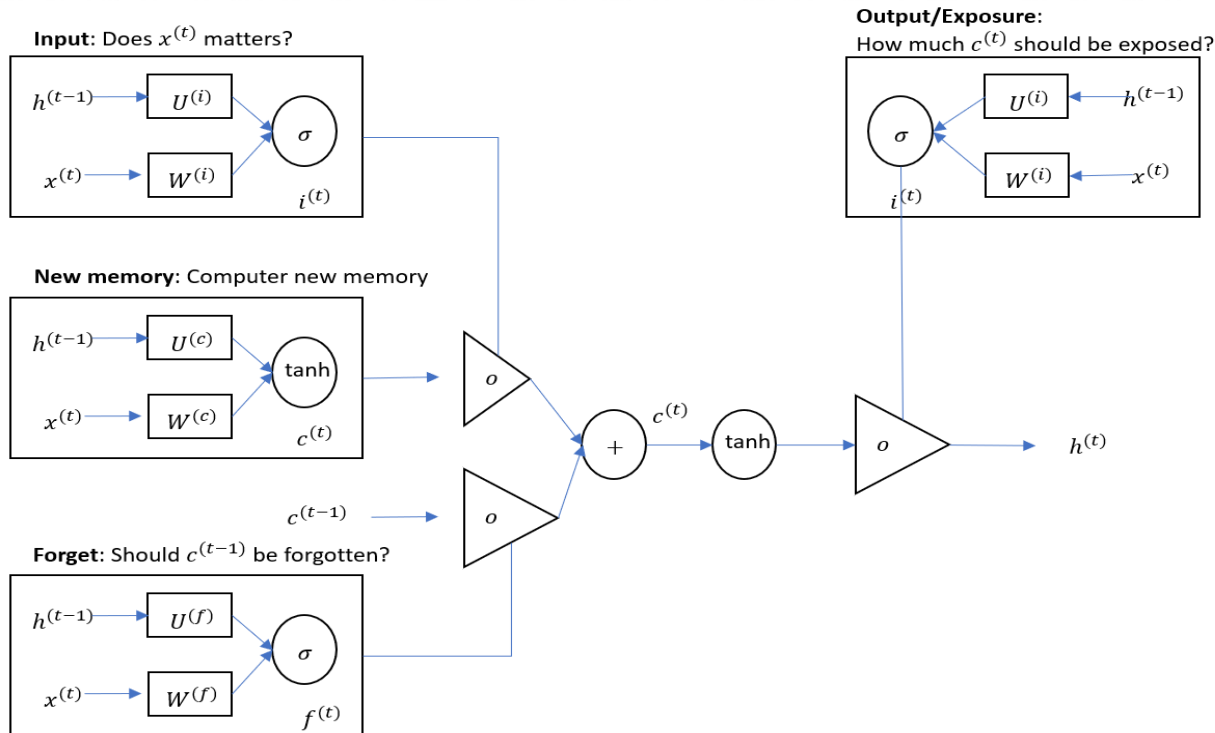 Input: Does x^(t) matters?
h^(t−1)
U^(i)
σ
x^(t)
W^(i)
i^(t)
Output/Exposure:
How much c^(t) should be exposed?
U^(i)
h^(t−1)
σ
W^(i)
x^(t)
i^(t)
New memory: Computer new memory
h^(t−1)
U^(c)
tanh
x^(t)
W^(c)
c^(t)
o
c^(t−1)
o
+
c^(t)
tanh
o
h^(t)
Forget: Should c^(t−1) be forgotten?
h^(t−1)
U^(f)
σ
x^(t)
W^(f)
f^(t)